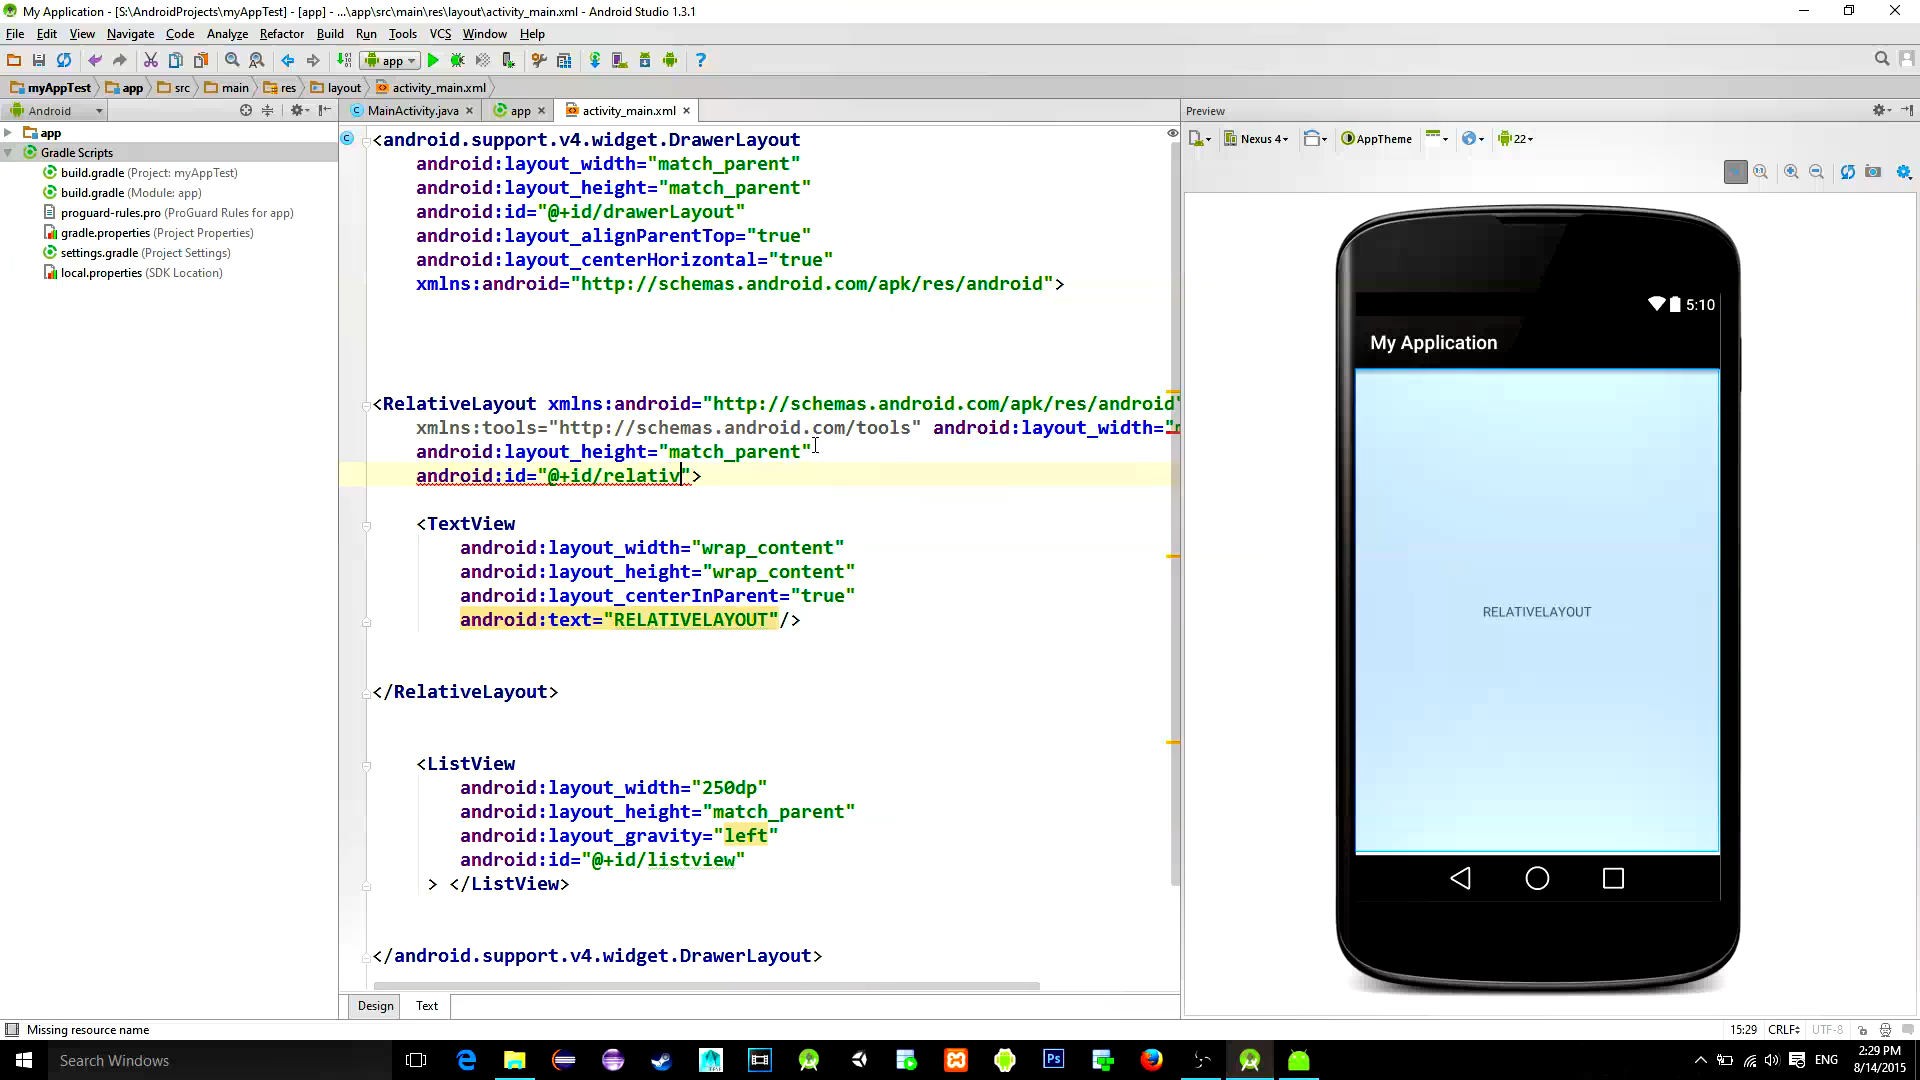 My Application - [S:\AndroidProjects\myAppTest] - [app] - ...\app\src\main\res\layout\activity_main.xml - Android Studio 1.3.1
File Edit View Navigate Code Analyze Refactor Build Run Tools VCS Window Help
app
myAppTest app src main res layout activity_main.xml
Android
MainActivity.java app activity_main.xml
Preview
app
Gradle Scripts
build.gradle (Project: myAppTest)
build.gradle (Module: app)
proguard-rules.pro (ProGuard Rules for app)
gradle.properties (Project Properties)
settings.gradle (Project Settings)
local.properties (SDK Location)
<android.support.v4.widget.DrawerLayout
android:layout_width="match_parent"
android:layout_height="match_parent"
android:id="@+id/drawerLayout"
android:layout_alignParentTop="true"
android:layout_centerHorizontal="true"
xmlns:android="http://schemas.android.com/apk/res/android">
<RelativeLayout xmlns:android="http://schemas.android.com/apk/res/android"
xmlns:tools="http://schemas.android.com/tools" android:layout_width="
android:layout_height="match_parent"
android:id="@+id/relativ">
<TextView
android:layout_width="wrap_content"
android:layout_height="wrap_content"
android:layout_centerInParent="true"
android:text="RELATIVELAYOUT"/>
</RelativeLayout>
<ListView
android:layout_width="250dp"
android:layout_height="match_parent"
android:layout_gravity="left"
android:id="@+id/listview"
> </ListView>
</android.support.v4.widget.DrawerLayout>
Design Text
Nexus 4 AppTheme 22
5:10
My Application
RELATIVELAYOUT
Missing resource name
15:29 CRLF UTF-8
Search Windows
Ps
ENG
2:29 PM
8/14/2015